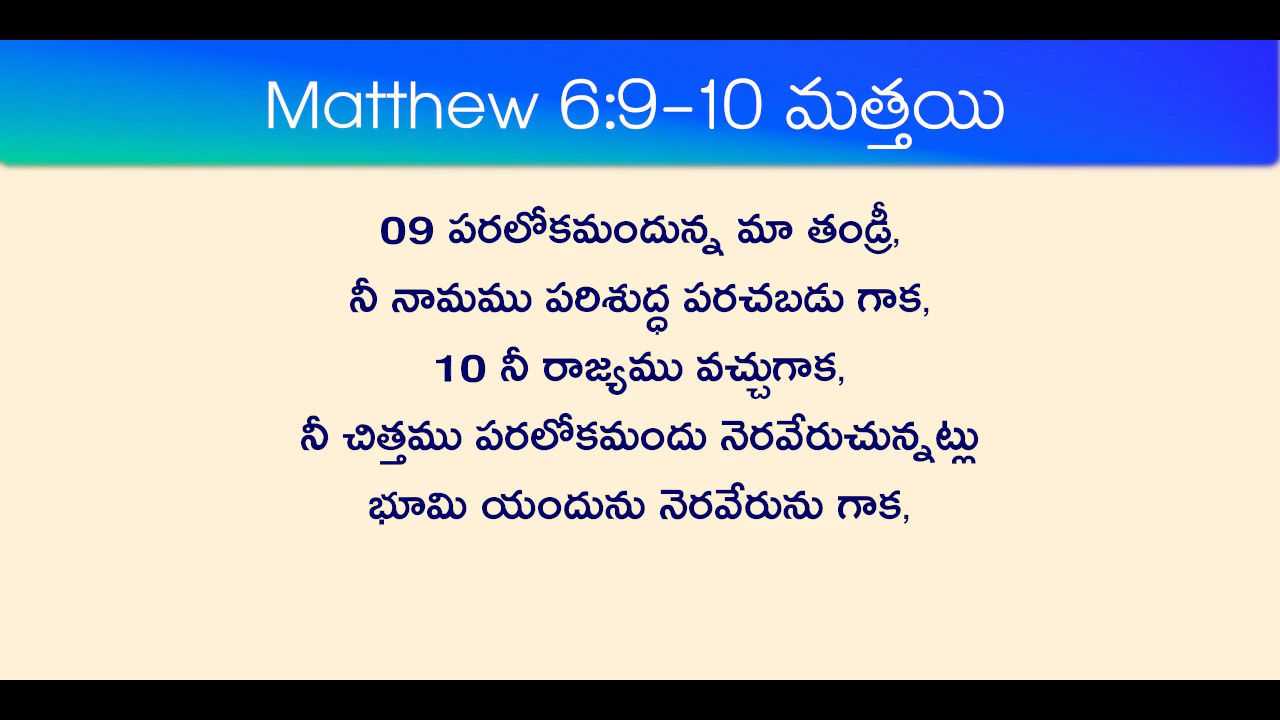 Matthew 6:9-10 మత్తయి
09 పరలోకమందున్న మా తండ్రీ,
నీ నామము పరిశుద్ధ పరచబడు గాక,
10 నీ రాజ్యము వచ్చుగాక,
నీ చిత్తము పరలోకమందు నెరవేరుచున్నట్లు
భూమి యందును నెరవేరును గాక,